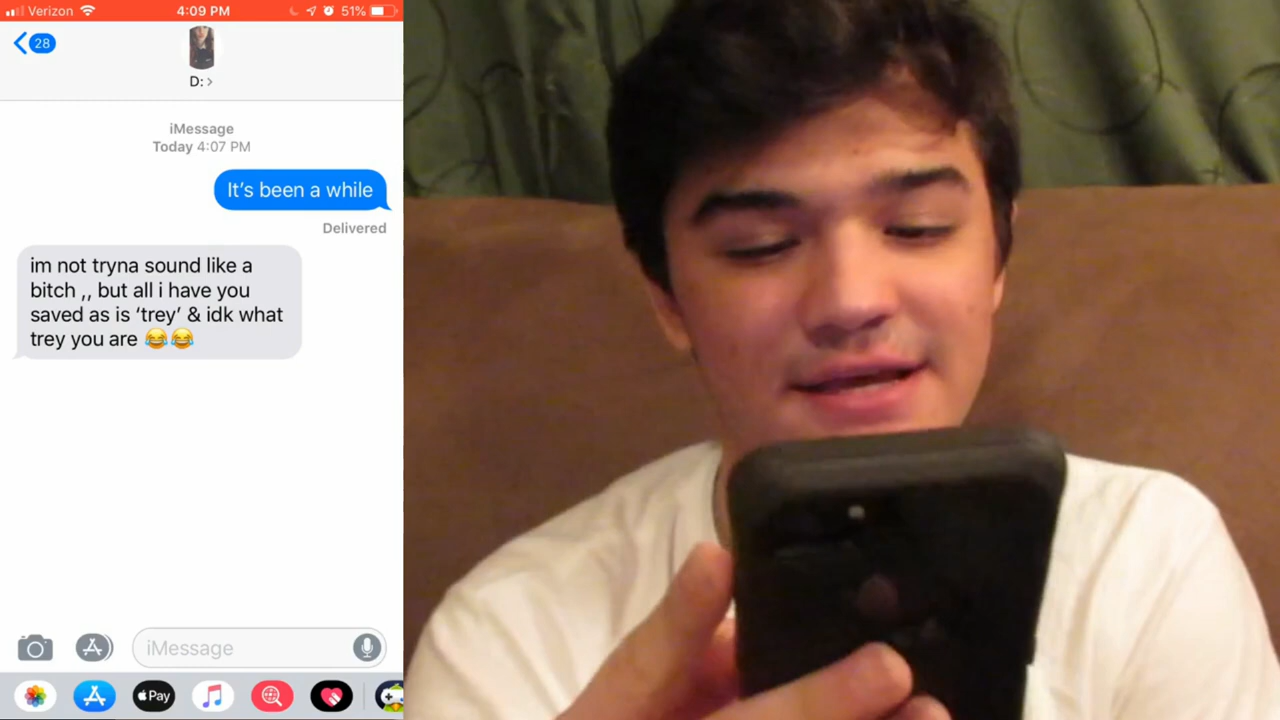 Verizon 4:09 PM 51%
28
D: >
iMessage
Today 4:07 PM
It’s been a while
Delivered
im not tryna sound like a
bitch ,, but all i have you
saved as is ‘trey’ & idk what
trey you are 😂😂
iMessage
Pay